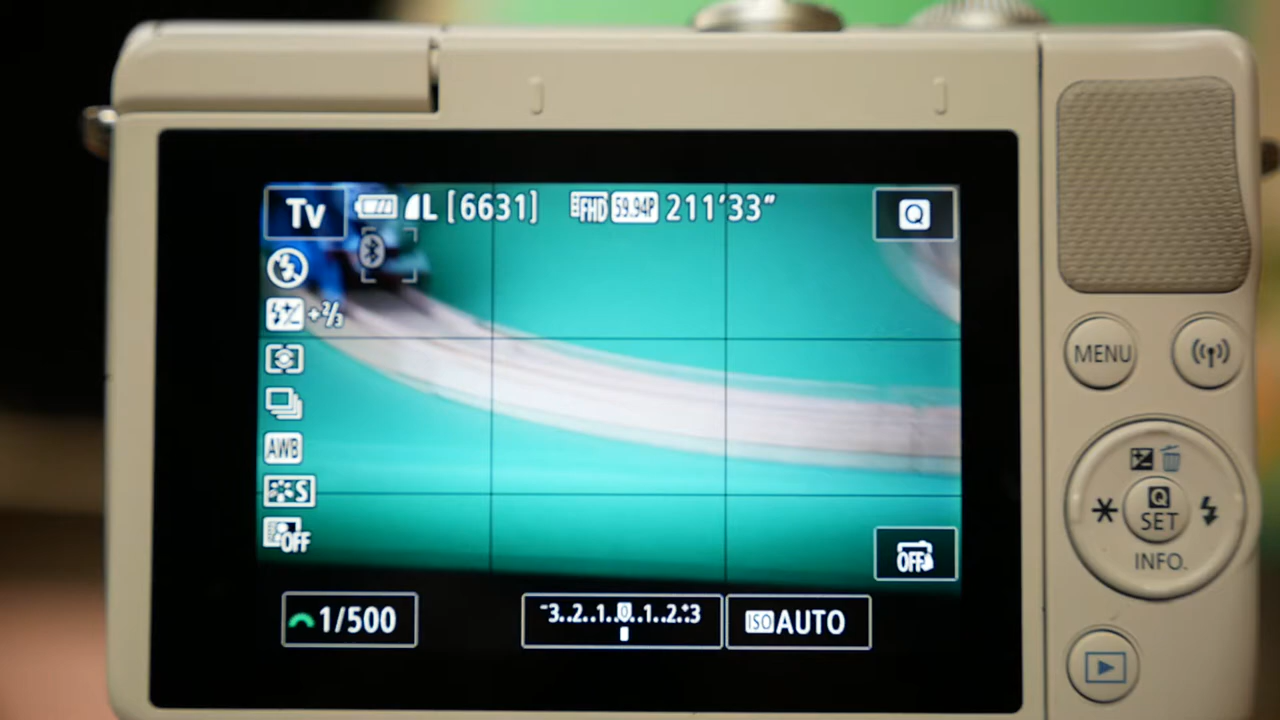 Tv L [6631] FHD 59.94P 211'33" Q
+2/3
AWB
S
OFF
OFF
1/500 -3..2..1..0..1..2..+3 ISO AUTO
MENU
Q
SET
INFO.